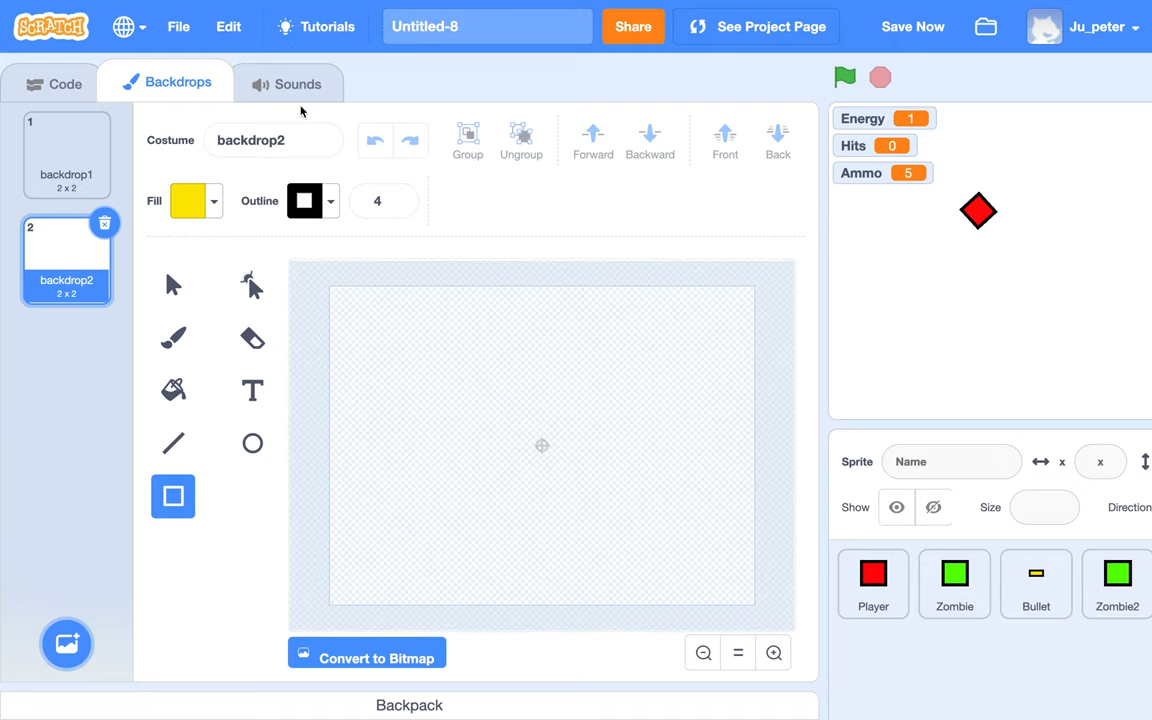 SCRATCH File Edit Tutorials Untitled-8 Share See Project Page Save Now Ju_peter
Code Backdrops Sounds
1
backdrop1
2 x 2
2
backdrop2
2 x 2
Costume backdrop2 Group Ungroup Forward Backward Front Back
Fill Outline 4
T
Convert to Bitmap
Backpack
Energy 1
Hits 0
Ammo 5
Sprite Name x x
Show Size Direction
Player Zombie Bullet Zombie2